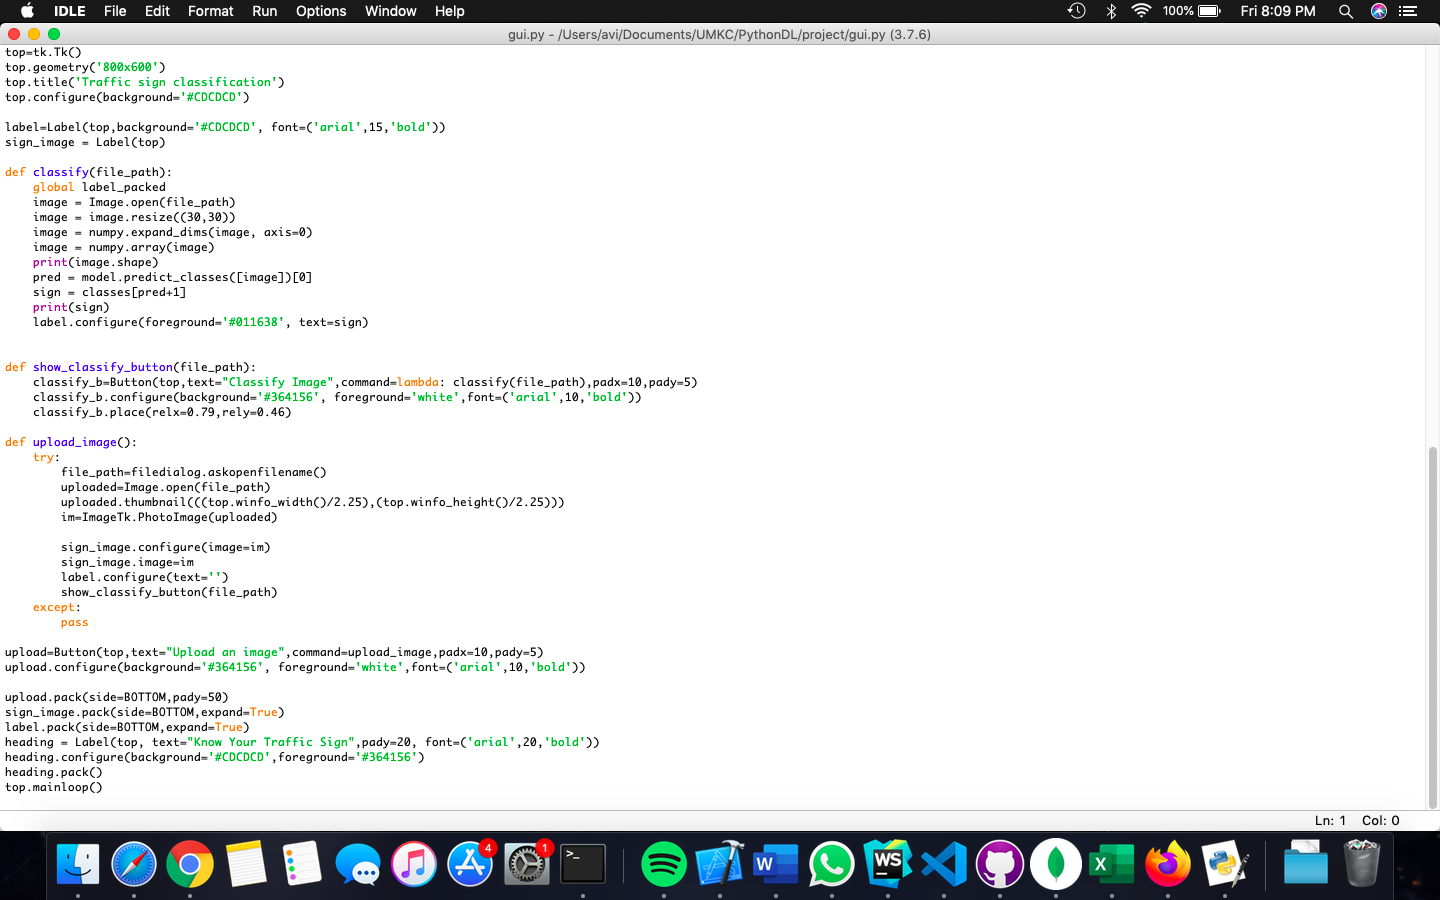 IDLE File Edit Format Run Options Window Help 100% Fri 8:09 PM
gui.py - /Users/avi/Documents/UMKC/PythonDL/project/gui.py (3.7.6)
top=tk.Tk()
top.geometry('800x600')
top.title('Traffic sign classification')
top.configure(background='#CDCDCD')
label=Label(top,background='#CDCDCD', font=('arial',15,'bold'))
sign_image = Label(top)
def classify(file_path):
    global label_packed
    image = Image.open(file_path)
    image = image.resize((30,30))
    image = numpy.expand_dims(image, axis=0)
    image = numpy.array(image)
    print(image.shape)
    pred = model.predict_classes([image])[0]
    sign = classes[pred+1]
    print(sign)
    label.configure(foreground='#011638', text=sign)
def show_classify_button(file_path):
    classify_b=Button(top,text="Classify Image",command=lambda: classify(file_path),padx=10,pady=5)
    classify_b.configure(background='#364156', foreground='white',font=('arial',10,'bold'))
    classify_b.place(relx=0.79,rely=0.46)
def upload_image():
    try:
        file_path=filedialog.askopenfilename()
        uploaded=Image.open(file_path)
        uploaded.thumbnail(((top.winfo_width()/2.25),(top.winfo_height()/2.25)))
        im=ImageTk.PhotoImage(uploaded)
        sign_image.configure(image=im)
        sign_image.image=im
        label.configure(text='')
        show_classify_button(file_path)
    except:
        pass
upload=Button(top,text="Upload an image",command=upload_image,padx=10,pady=5)
upload.configure(background='#364156', foreground='white',font=('arial',10,'bold'))
upload.pack(side=BOTTOM,pady=50)
sign_image.pack(side=BOTTOM,expand=True)
label.pack(side=BOTTOM,expand=True)
heading = Label(top, text="Know Your Traffic Sign",pady=20, font=('arial',20,'bold'))
heading.configure(background='#CDCDCD',foreground='#364156')
heading.pack()
top.mainloop()
Ln: 1 Col: 0
4 1 >_ W WS X